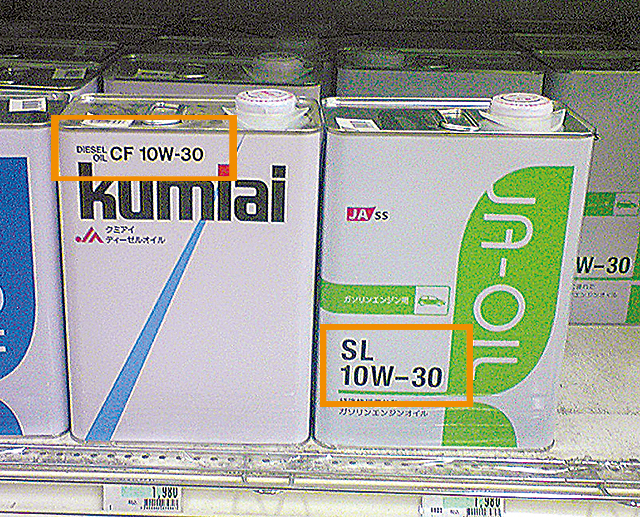 DIESEL OIL CF 10W-30
kumiai
JA クミアイ
ディーゼルオイル
JA SS
JA-OIL
ガソリンエンジン用
SL
10W-30
ガソリンエンジンオイル
W-30
1,980
1,980